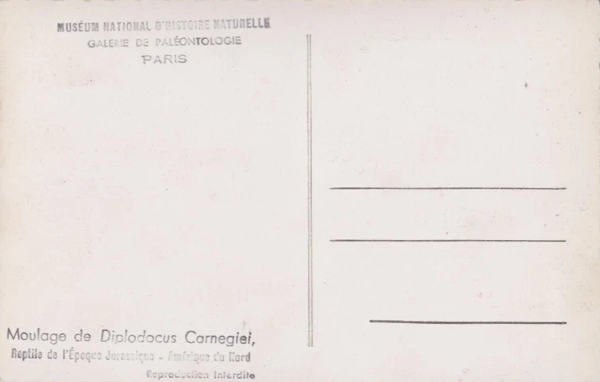 MUSÉUM NATIONAL D'HISTOIRE NATURELLE
GALERIE DE PALÉONTOLOGIE
PARIS
Moulage de Diplodocus Carnegiei,
Reptile de l'Époque Jurassique - Amérique du Nord
Reproduction Interdite